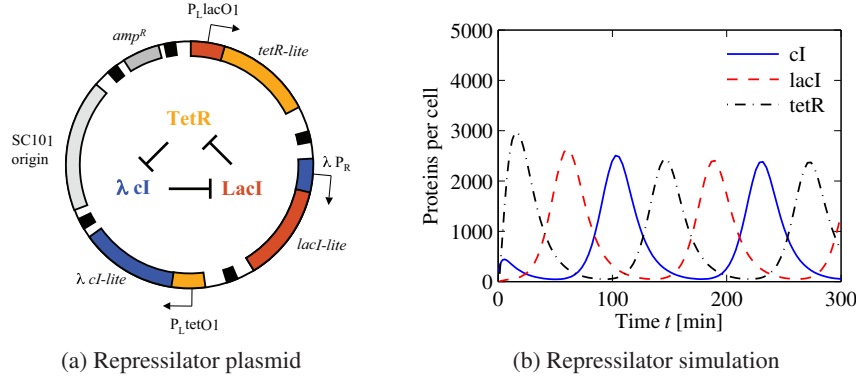 P_L lacO1
amp^R
tetR-lite
SC101
origin
TetR
λ P_R
λ cI
LacI
lacI-lite
λ cI-lite
P_L tetO1
(a) Repressilator plasmid
5000
4000
3000
2000
1000
0
Proteins per cell
cI
lacI
tetR
0
100
200
300
Time t [min]
(b) Repressilator simulation